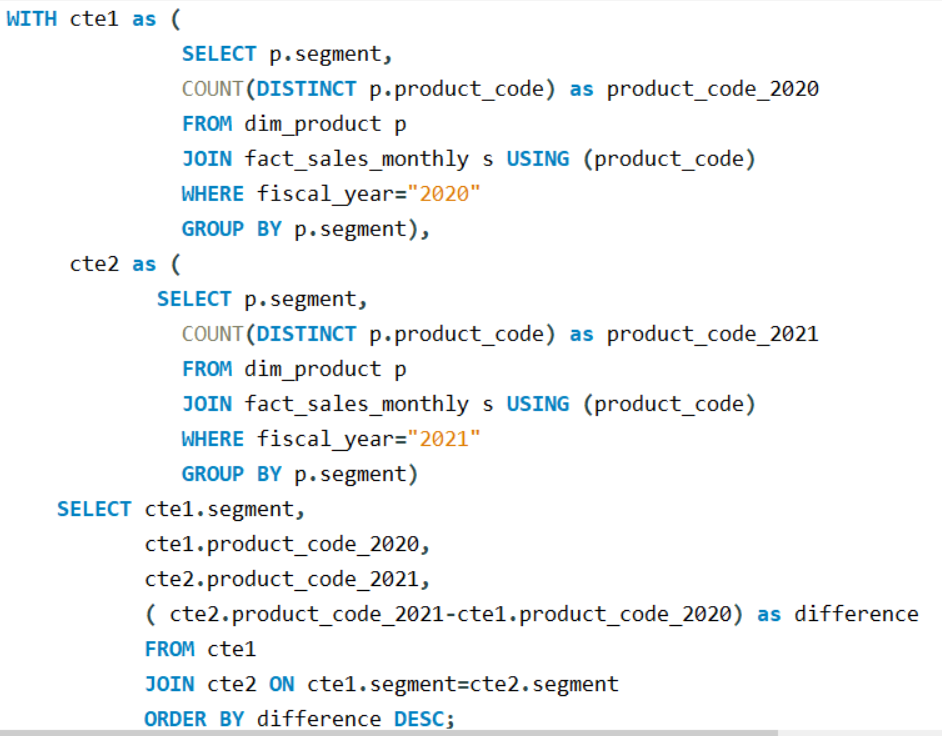 WITH cte1 as (
SELECT p.segment,
COUNT(DISTINCT p.product_code) as product_code_2020
FROM dim_product p
JOIN fact_sales_monthly s USING (product_code)
WHERE fiscal_year="2020"
GROUP BY p.segment),
cte2 as (
SELECT p.segment,
COUNT(DISTINCT p.product_code) as product_code_2021
FROM dim_product p
JOIN fact_sales_monthly s USING (product_code)
WHERE fiscal_year="2021"
GROUP BY p.segment)
SELECT cte1.segment,
cte1.product_code_2020,
cte2.product_code_2021,
( cte2.product_code_2021-cte1.product_code_2020) as difference
FROM cte1
JOIN cte2 ON cte1.segment=cte2.segment
ORDER BY difference DESC;